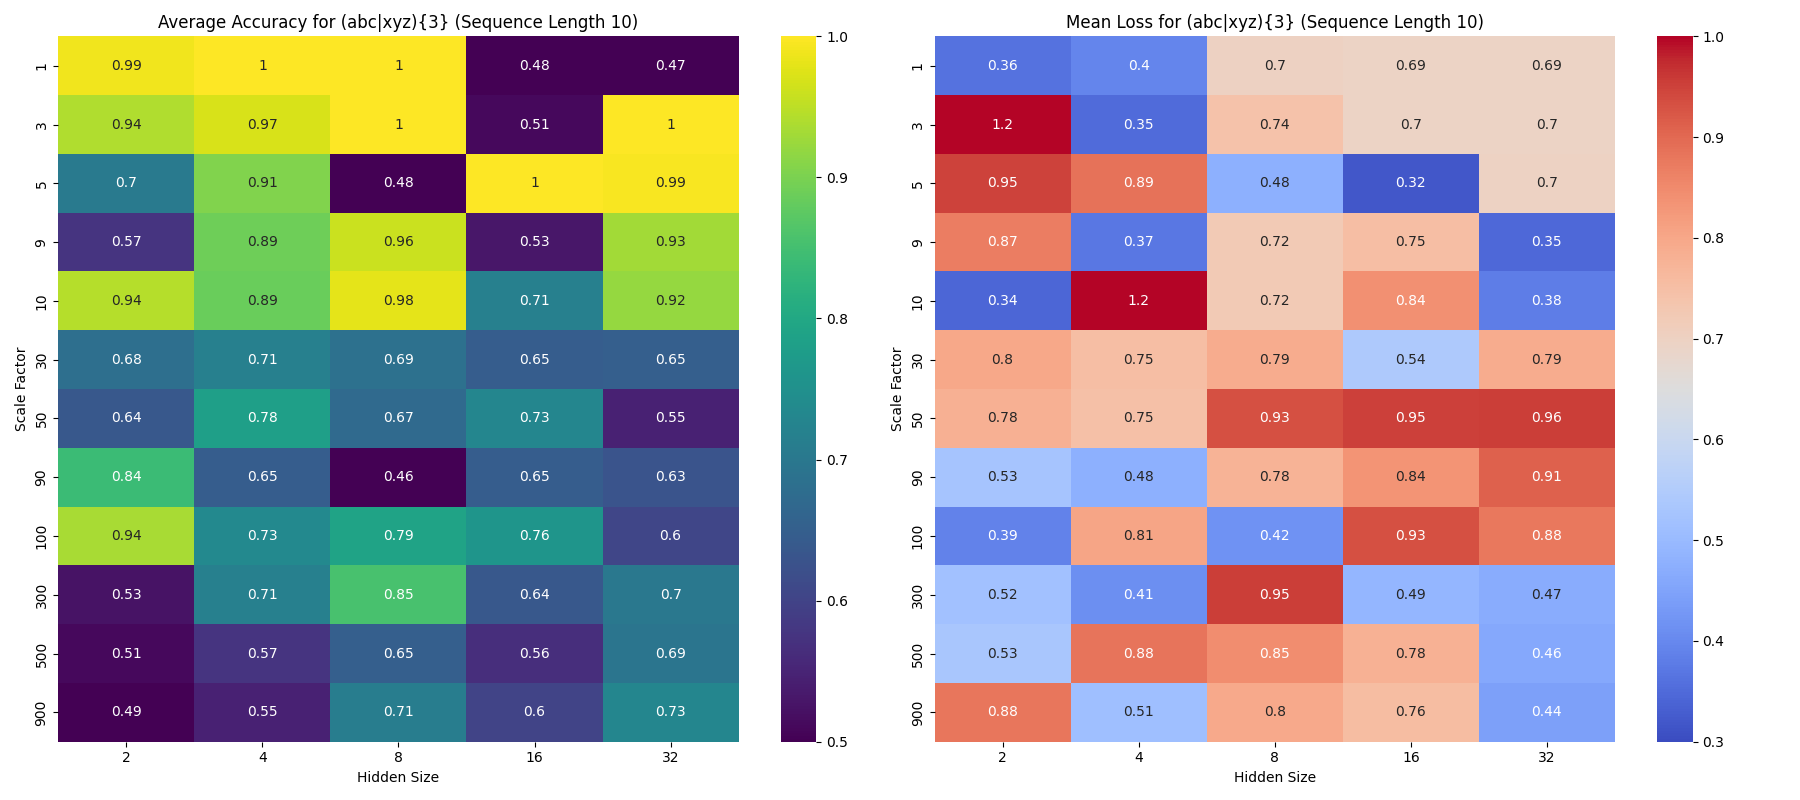 Average Accuracy for (abc|xyz){3} (Sequence Length 10)
Scale Factor
1 0.99 1 1 0.48 0.47
3 0.94 0.97 1 0.51 1
5 0.7 0.91 0.48 1 0.99
9 0.57 0.89 0.96 0.53 0.93
10 0.94 0.89 0.98 0.71 0.92
30 0.68 0.71 0.69 0.65 0.65
50 0.64 0.78 0.67 0.73 0.55
90 0.84 0.65 0.46 0.65 0.63
100 0.94 0.73 0.79 0.76 0.6
300 0.53 0.71 0.85 0.64 0.7
500 0.51 0.57 0.65 0.56 0.69
900 0.49 0.55 0.71 0.6 0.73
2 4 8 16 32
Hidden Size
1.0
0.9
0.8
0.7
0.6
0.5
Mean Loss for (abc|xyz){3} (Sequence Length 10)
Scale Factor
1 0.36 0.4 0.7 0.69 0.69
3 1.2 0.35 0.74 0.7 0.7
5 0.95 0.89 0.48 0.32 0.7
9 0.87 0.37 0.72 0.75 0.35
10 0.34 1.2 0.72 0.84 0.38
30 0.8 0.75 0.79 0.54 0.79
50 0.78 0.75 0.93 0.95 0.96
90 0.53 0.48 0.78 0.84 0.91
100 0.39 0.81 0.42 0.93 0.88
300 0.52 0.41 0.95 0.49 0.47
500 0.53 0.88 0.85 0.78 0.46
900 0.88 0.51 0.8 0.76 0.44
2 4 8 16 32
Hidden Size
1.0
0.9
0.8
0.7
0.6
0.5
0.4
0.3